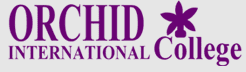 ORCHID
INTERNATIONAL College